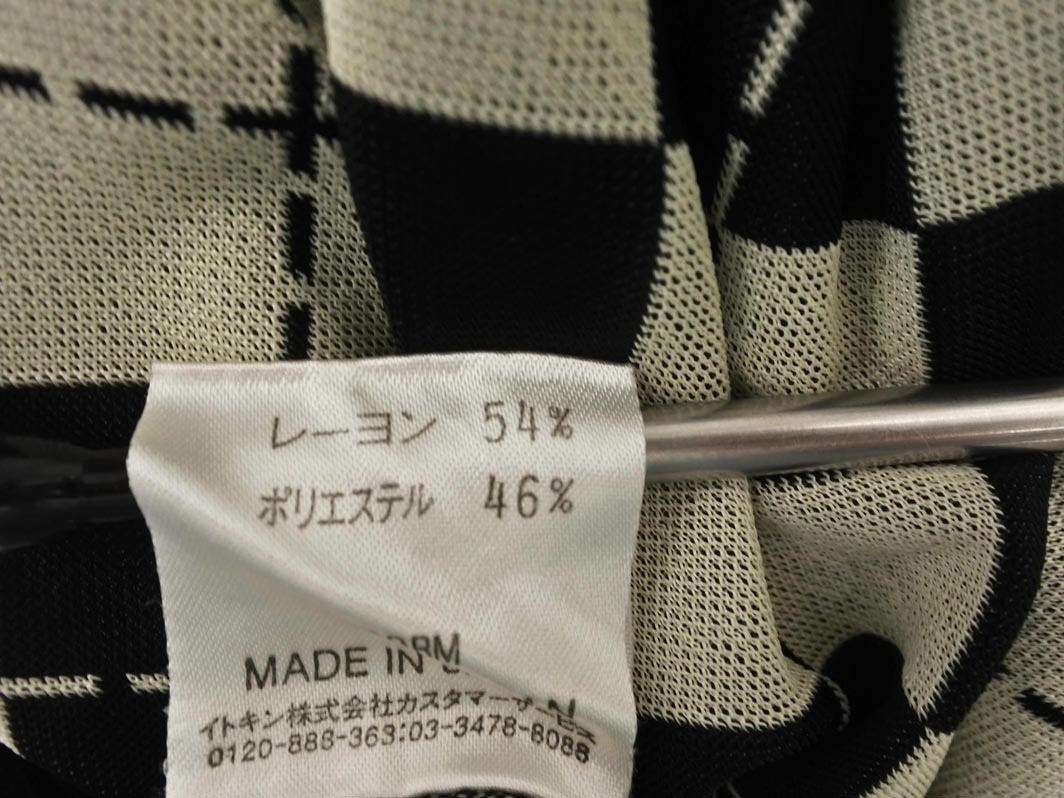 レーヨン 54%
ポリエステル 46%
MADE IN
イトキン株式会社カスタマーサービス
0120-888-363:03-3478-8088